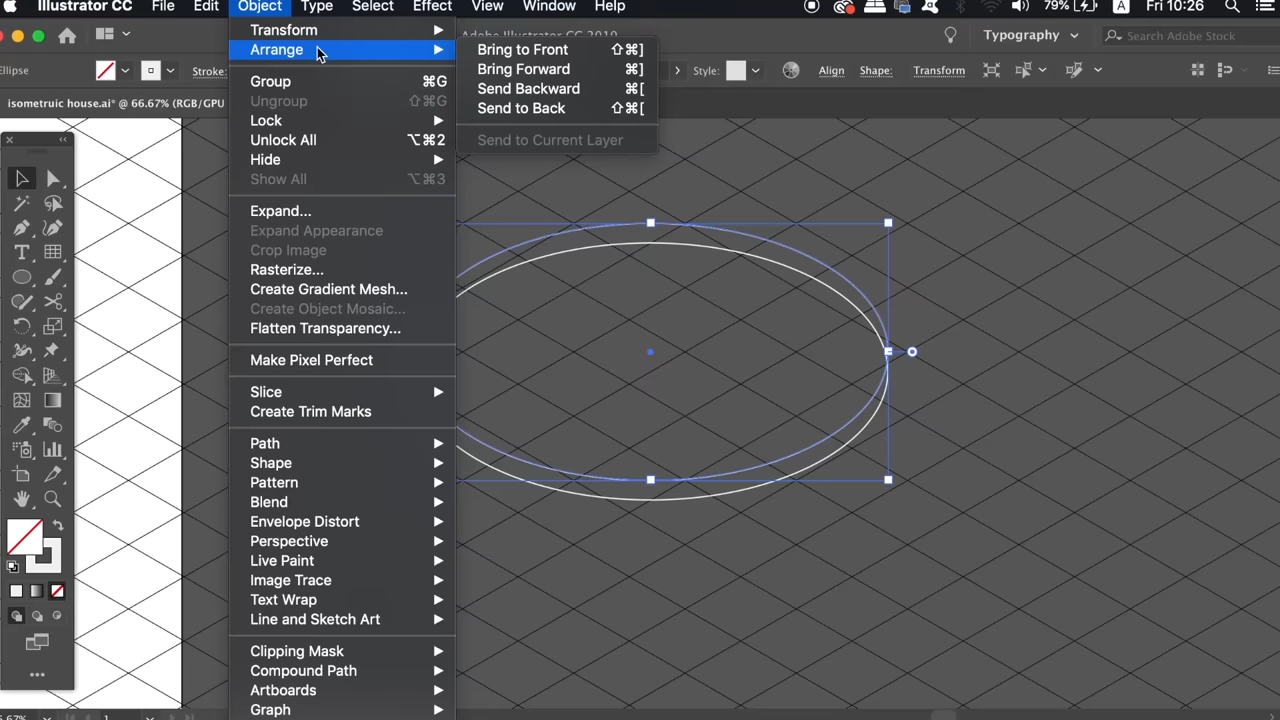 Illustrator CC File Edit Object Type Select Effect View Window Help 79% A Fri 10:26
Adobe Illustrator CC 2019 Typography Search Adobe Stock
Ellipse Stroke: Style: Align Shape: Transform
isometruic house.ai* @ 66.67% (RGB/GPU
Transform
Arrange
Group ⌘G
Ungroup ⇧⌘G
Lock
Unlock All ⌥⌘2
Hide
Show All ⌥⌘3
Expand...
Expand Appearance
Crop Image
Rasterize...
Create Gradient Mesh...
Create Object Mosaic...
Flatten Transparency...
Make Pixel Perfect
Slice
Create Trim Marks
Path
Shape
Pattern
Blend
Envelope Distort
Perspective
Live Paint
Image Trace
Text Wrap
Line and Sketch Art
Clipping Mask
Compound Path
Artboards
Graph
Bring to Front ⇧⌘]
Bring Forward ⌘]
Send Backward ⌘[
Send to Back ⇧⌘[
Send to Current Layer